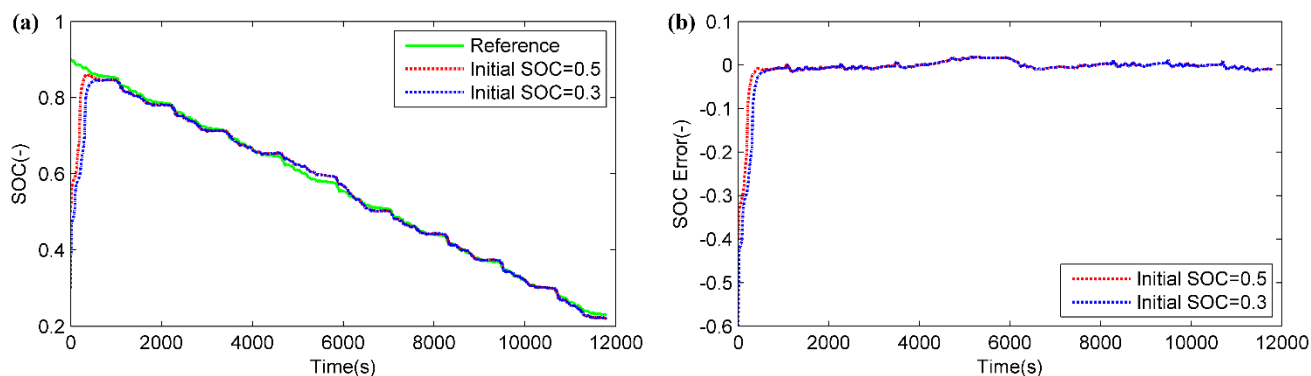 (a)
1
0.8
0.6
0.4
0.2
SOC(-)
0
2000
4000
6000
8000
10000
12000
Time(s)
Reference
Initial SOC=0.5
Initial SOC=0.3
(b)
0.1
0
-0.1
-0.2
-0.3
-0.4
-0.5
-0.6
SOC Error(-)
0
2000
4000
6000
8000
10000
12000
Time(s)
Initial SOC=0.5
Initial SOC=0.3